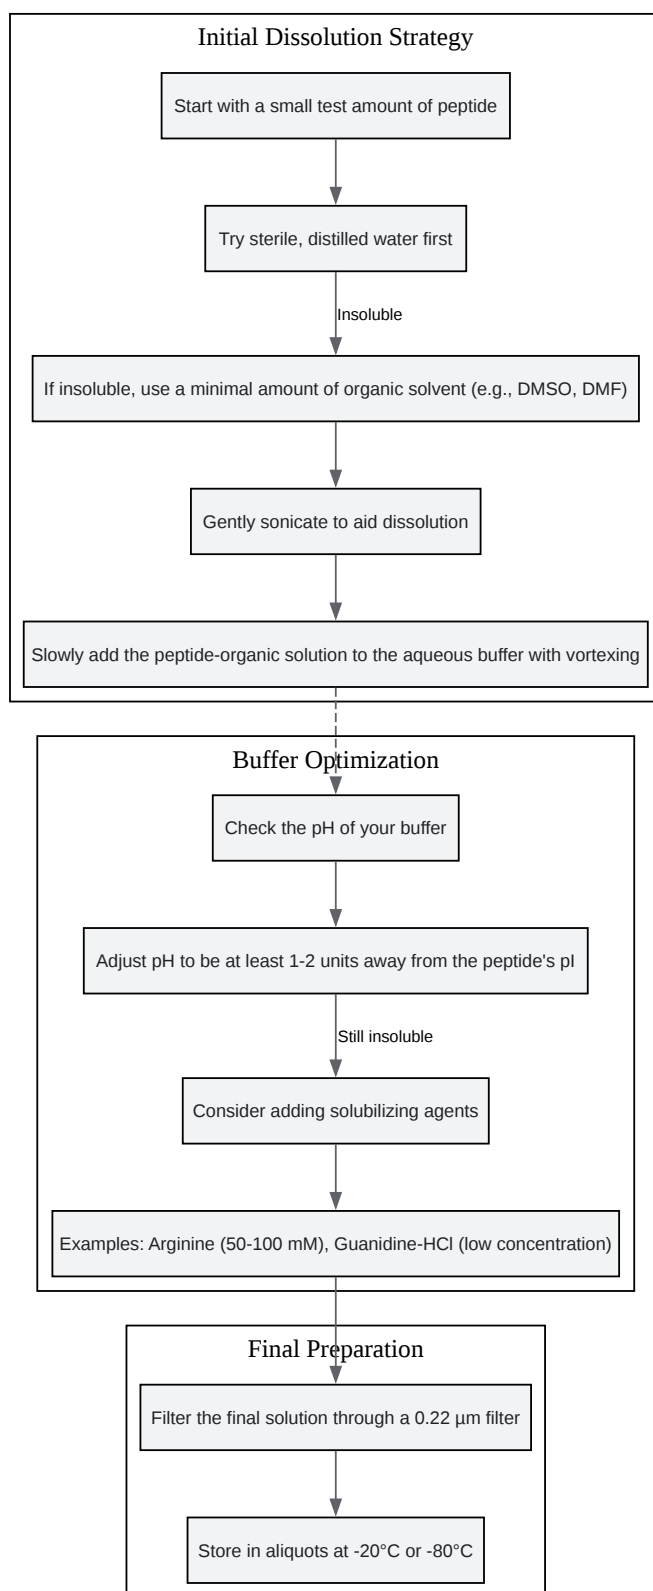 Initial Dissolution Strategy
Start with a small test amount of peptide
Try sterile, distilled water first
Insoluble
If insoluble, use a minimal amount of organic solvent (e.g., DMSO, DMF)
Gently sonicate to aid dissolution
Slowly add the peptide-organic solution to the aqueous buffer with vortexing
Buffer Optimization
Check the pH of your buffer
Adjust pH to be at least 1-2 units away from the peptide's pI
Still insoluble
Consider adding solubilizing agents
Examples: Arginine (50-100 mM), Guanidine-HCl (low concentration)
Final Preparation
Filter the final solution through a 0.22 µm filter
Store in aliquots at -20°C or -80°C